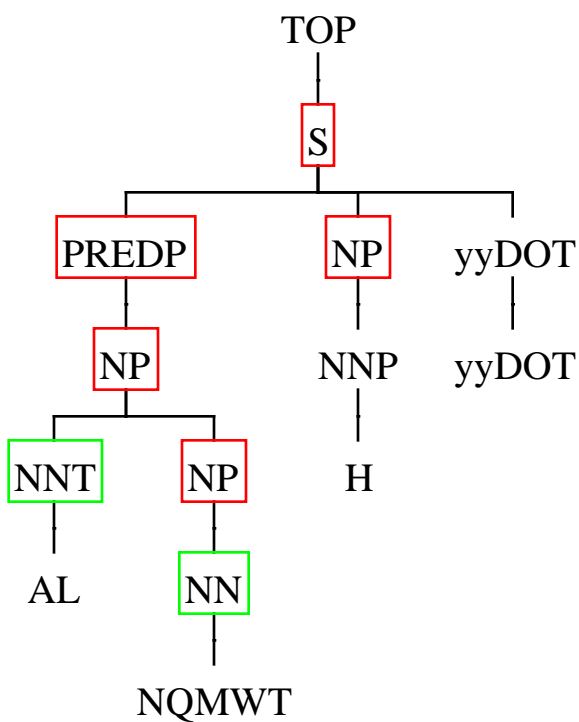 TOP
S
PREDP NP yyDOT
NP NNP yyDOT
NNT NP H
AL NN
NQMWT